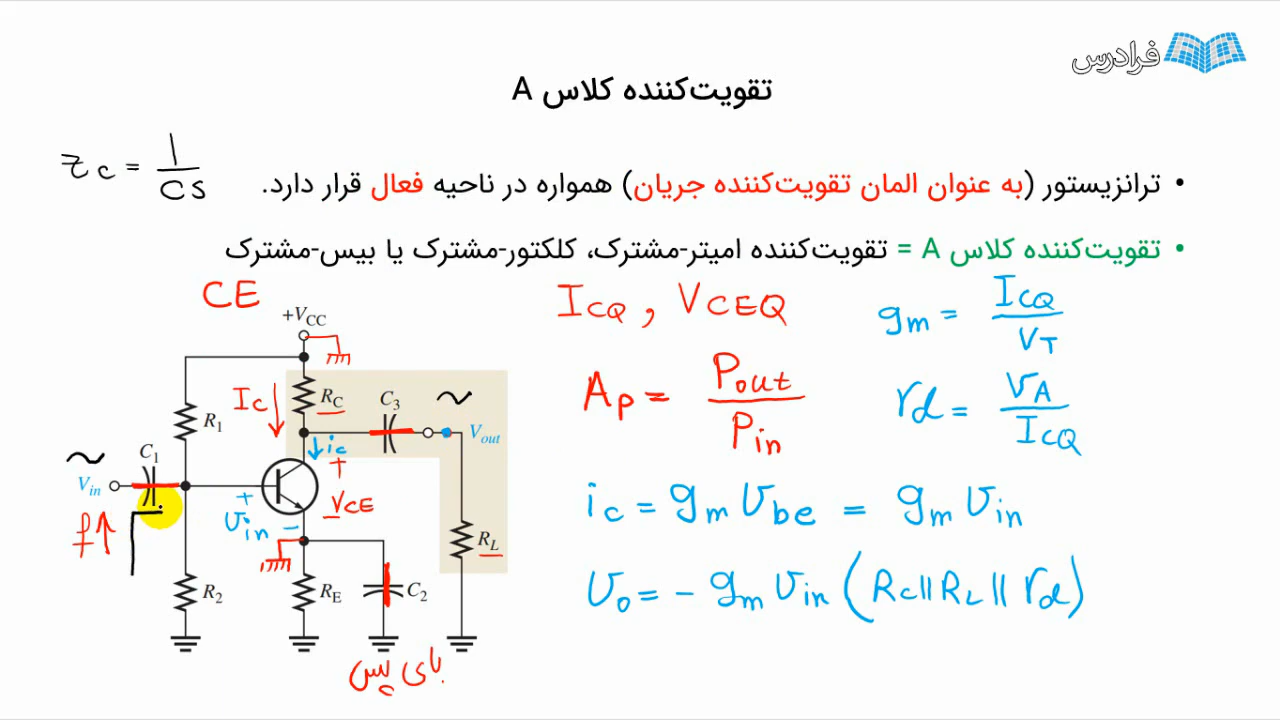 فرادرس
تقویت‌کننده کلاس A
Zc = 1/CS
• ترانزیستور (به عنوان المان تقویت‌کننده جریان) همواره در ناحیه فعال قرار دارد.
• تقویت‌کننده کلاس A = تقویت‌کننده امیتر-مشترک، کلکتور-مشترک یا بیس-مشترک
CE
ICQ , VCEQ
gm = ICQ/VT
+VCC
Ap = Pout/Pin
rd = VA/ICQ
IC
RC
C3
R1
Vout
ic
C1
Vin
+
+
VCE
vin
−
f↑
ic = gm vbe = gm vin
RL
R2
RE
C2
vo = - gm vin (RC||RL||rd)
بای پس